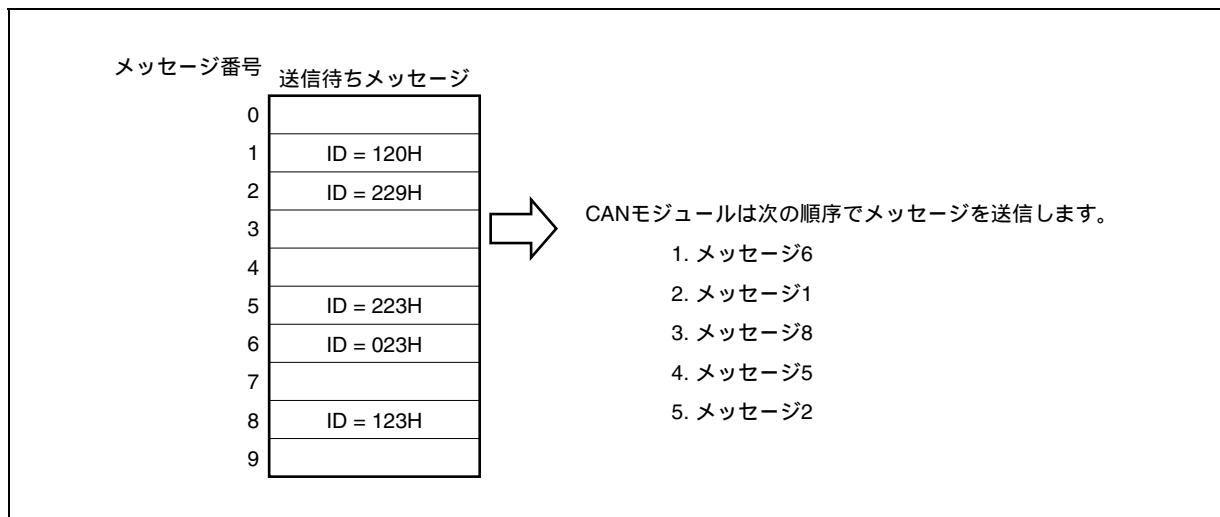 メッセージ番号
送信待ちメッセージ
0
1 ID = 120H
2 ID = 229H
3
4
5 ID = 223H
6 ID = 023H
7
8 ID = 123H
9
CANモジュールは次の順序でメッセージを送信します。
1. メッセージ6
2. メッセージ1
3. メッセージ8
4. メッセージ5
5. メッセージ2